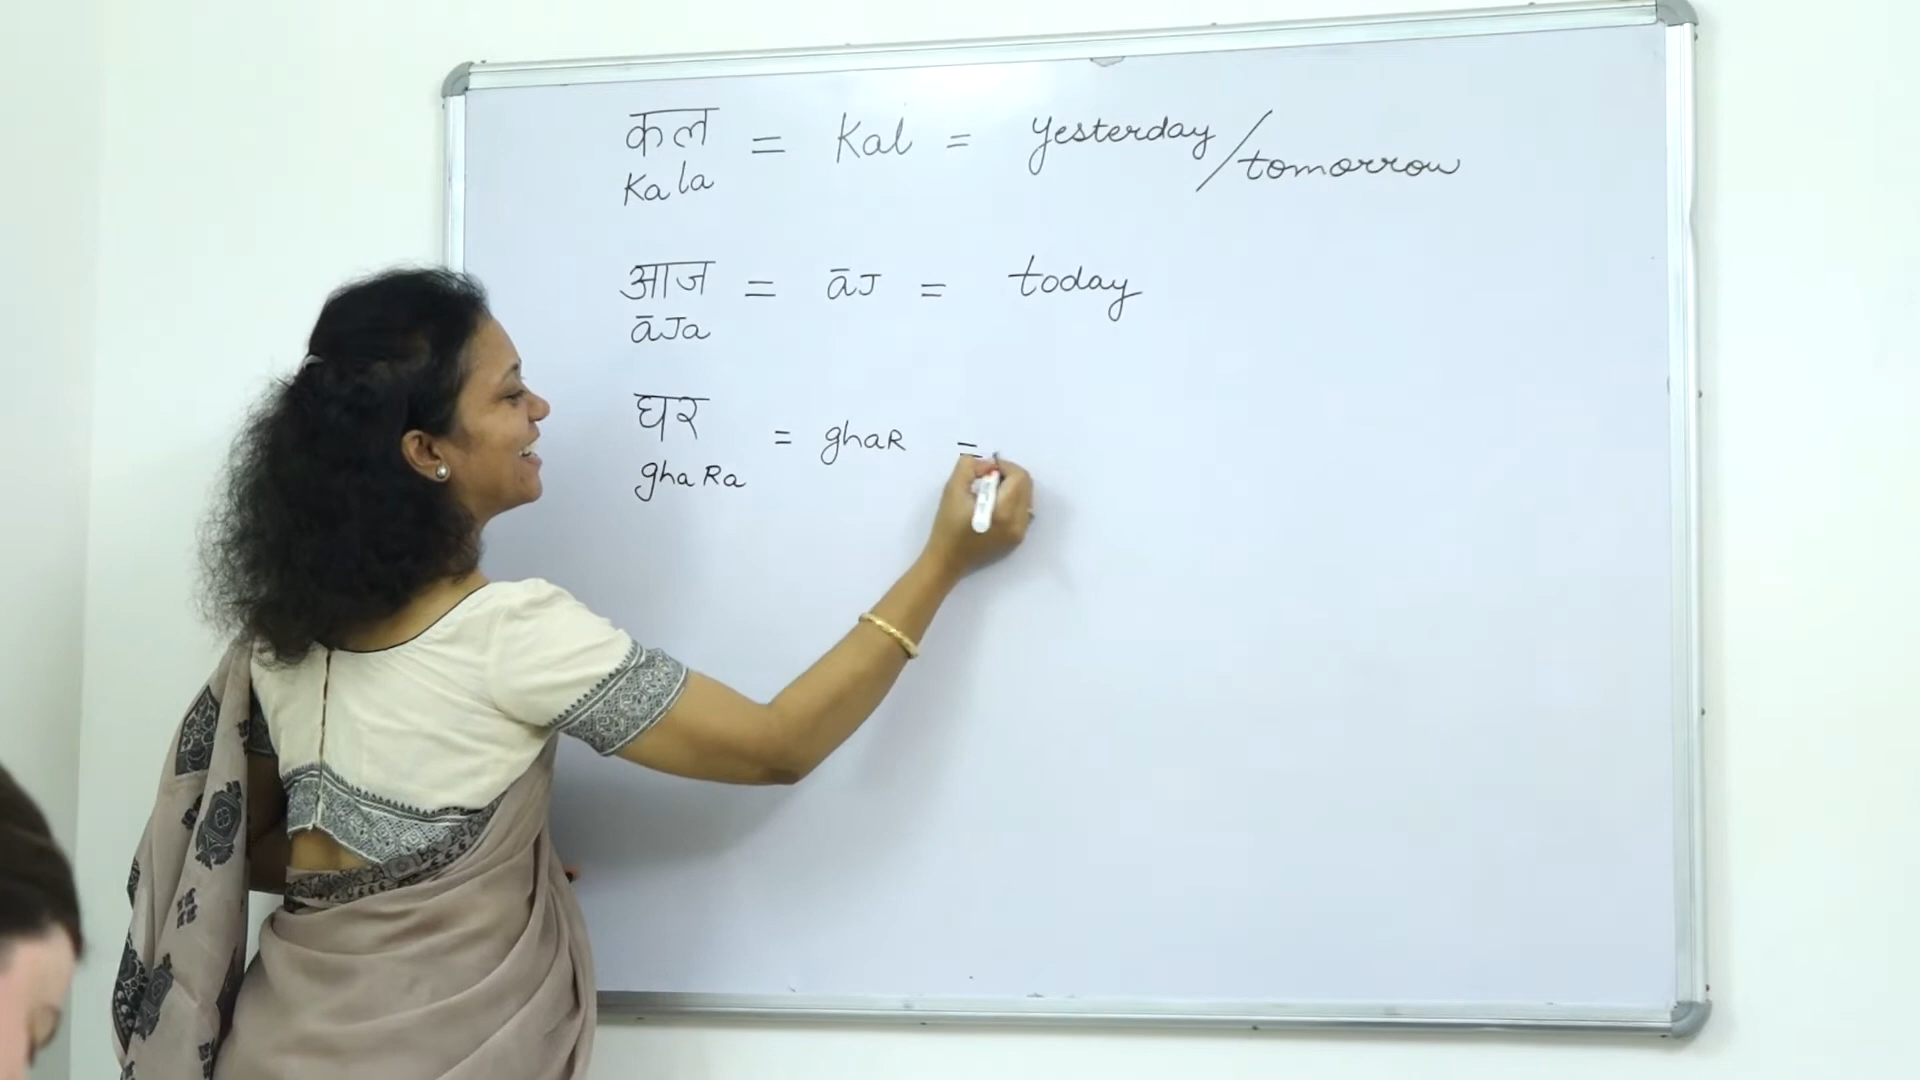 कल = Kal = yesterday/tomorrow
Kala
आज = āJ = today
āJa
घर = ghaR =
ghaRa